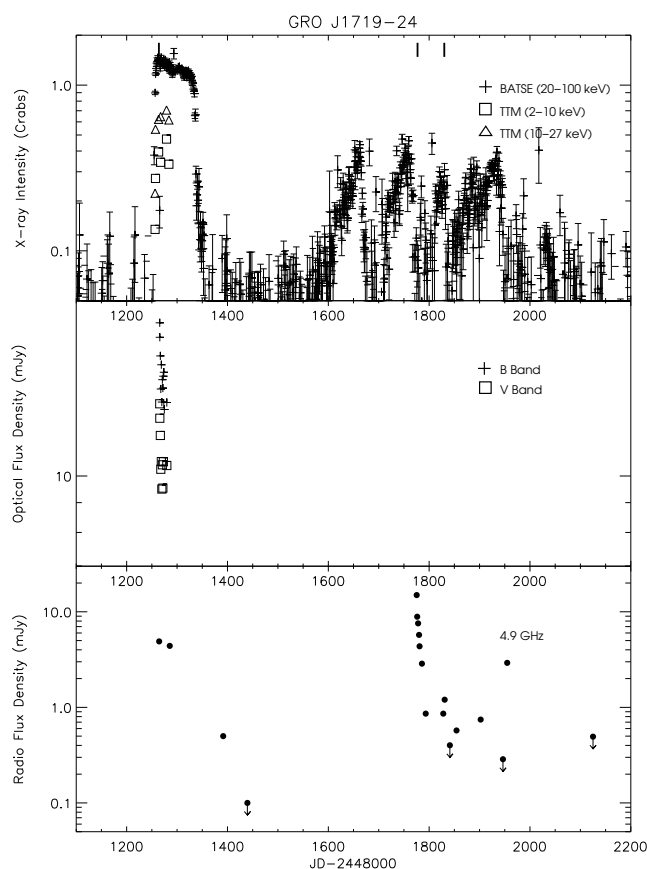 GRO J1719-24
X-ray Intensity (Crabs)
1.0
0.1
+ BATSE (20-100 keV)
□ TTM (2-10 keV)
△ TTM (10-27 keV)
1200 1400 1600 1800 2000
Optical Flux Density (mJy)
10
+ B Band
□ V Band
1200 1400 1600 1800 2000
Radio Flux Density (mJy)
10.0
1.0
0.1
4.9 GHz
1200 1400 1600 1800 2000 2200
JD-2448000